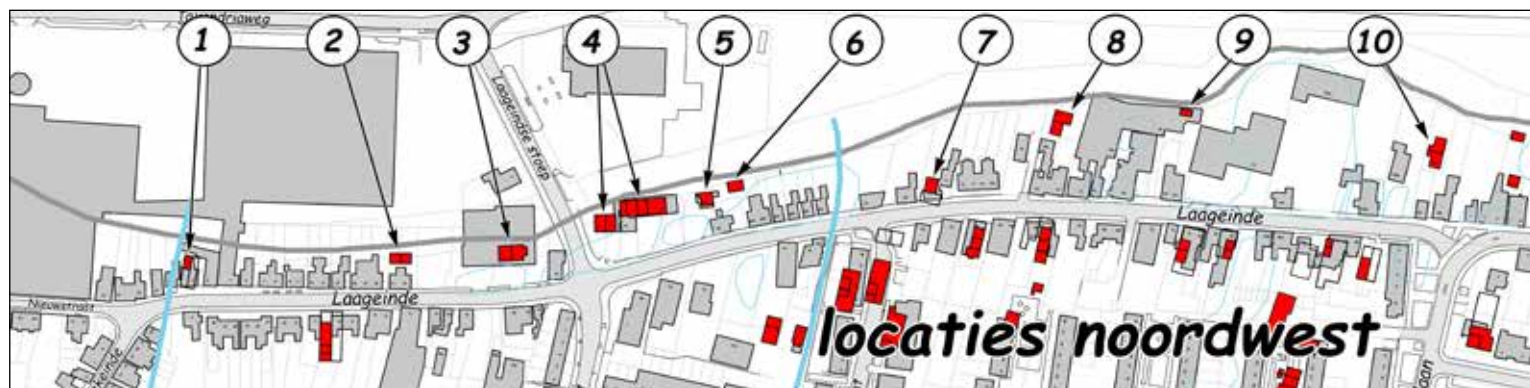 1 2 3 4 5 6 7 8 9 10
Laageindse stoep
Laageinde
Nieuwstraat
Laageinde
locaties noordwest